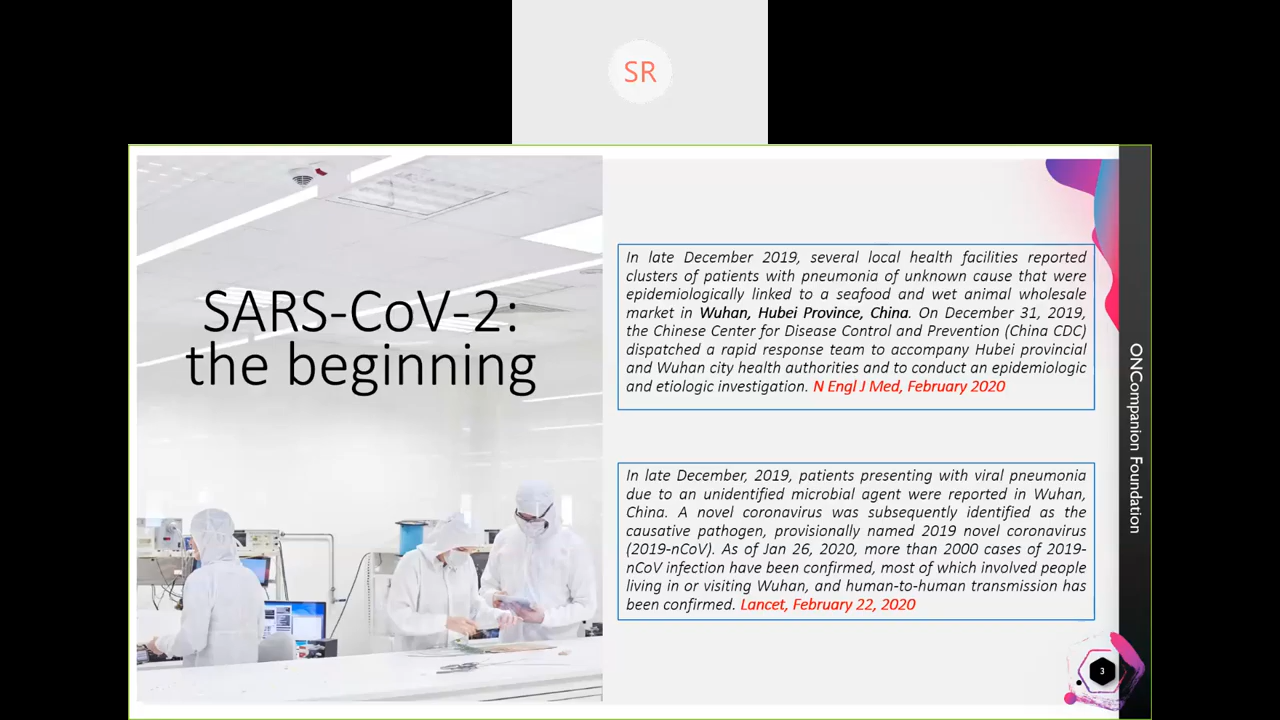 SR
SARS-CoV-2:
the beginning
In late December 2019, several local health facilities reported
clusters of patients with pneumonia of unknown cause that were
epidemiologically linked to a seafood and wet animal wholesale
market in Wuhan, Hubei Province, China. On December 31, 2019,
the Chinese Center for Disease Control and Prevention (China CDC)
dispatched a rapid response team to accompany Hubei provincial
and Wuhan city health authorities and to conduct an epidemiologic
and etiologic investigation. N Engl J Med, February 2020
In late December, 2019, patients presenting with viral pneumonia
due to an unidentified microbial agent were reported in Wuhan,
China. A novel coronavirus was subsequently identified as the
causative pathogen, provisionally named 2019 novel coronavirus
(2019-nCoV). As of Jan 26, 2020, more than 2000 cases of 2019-
nCoV infection have been confirmed, most of which involved people
living in or visiting Wuhan, and human-to-human transmission has
been confirmed. Lancet, February 22, 2020
ONCompanion Foundation
3